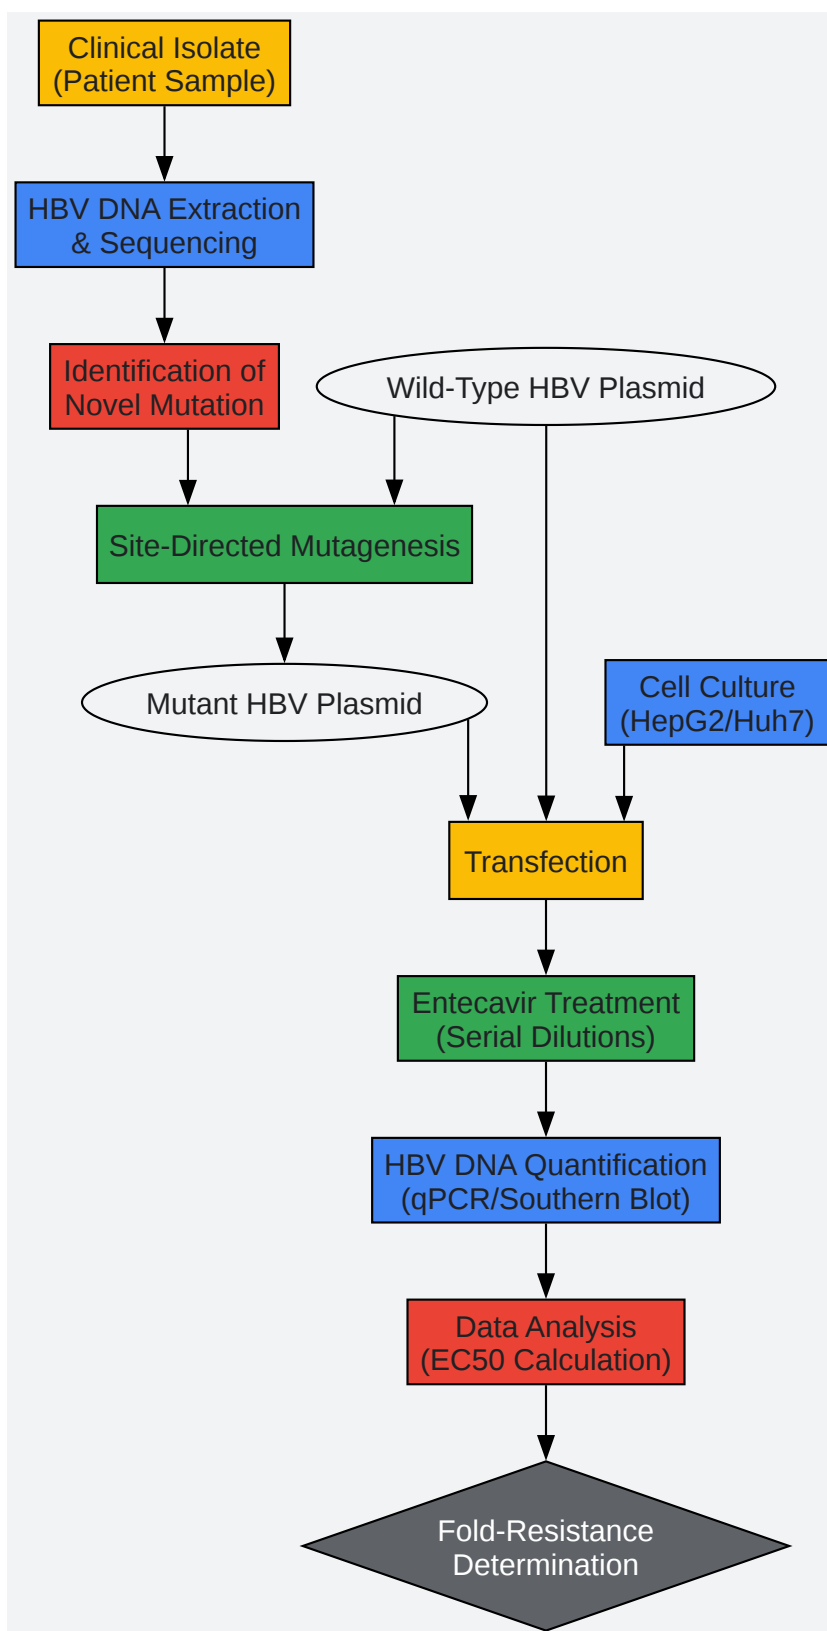 Clinical Isolate
(Patient Sample)
HBV DNA Extraction
& Sequencing
Identification of
Novel Mutation
Wild-Type HBV Plasmid
Site-Directed Mutagenesis
Mutant HBV Plasmid
Cell Culture
(HepG2/Huh7)
Transfection
Entecavir Treatment
(Serial Dilutions)
HBV DNA Quantification
(qPCR/Southern Blot)
Data Analysis
(EC50 Calculation)
Fold-Resistance
Determination